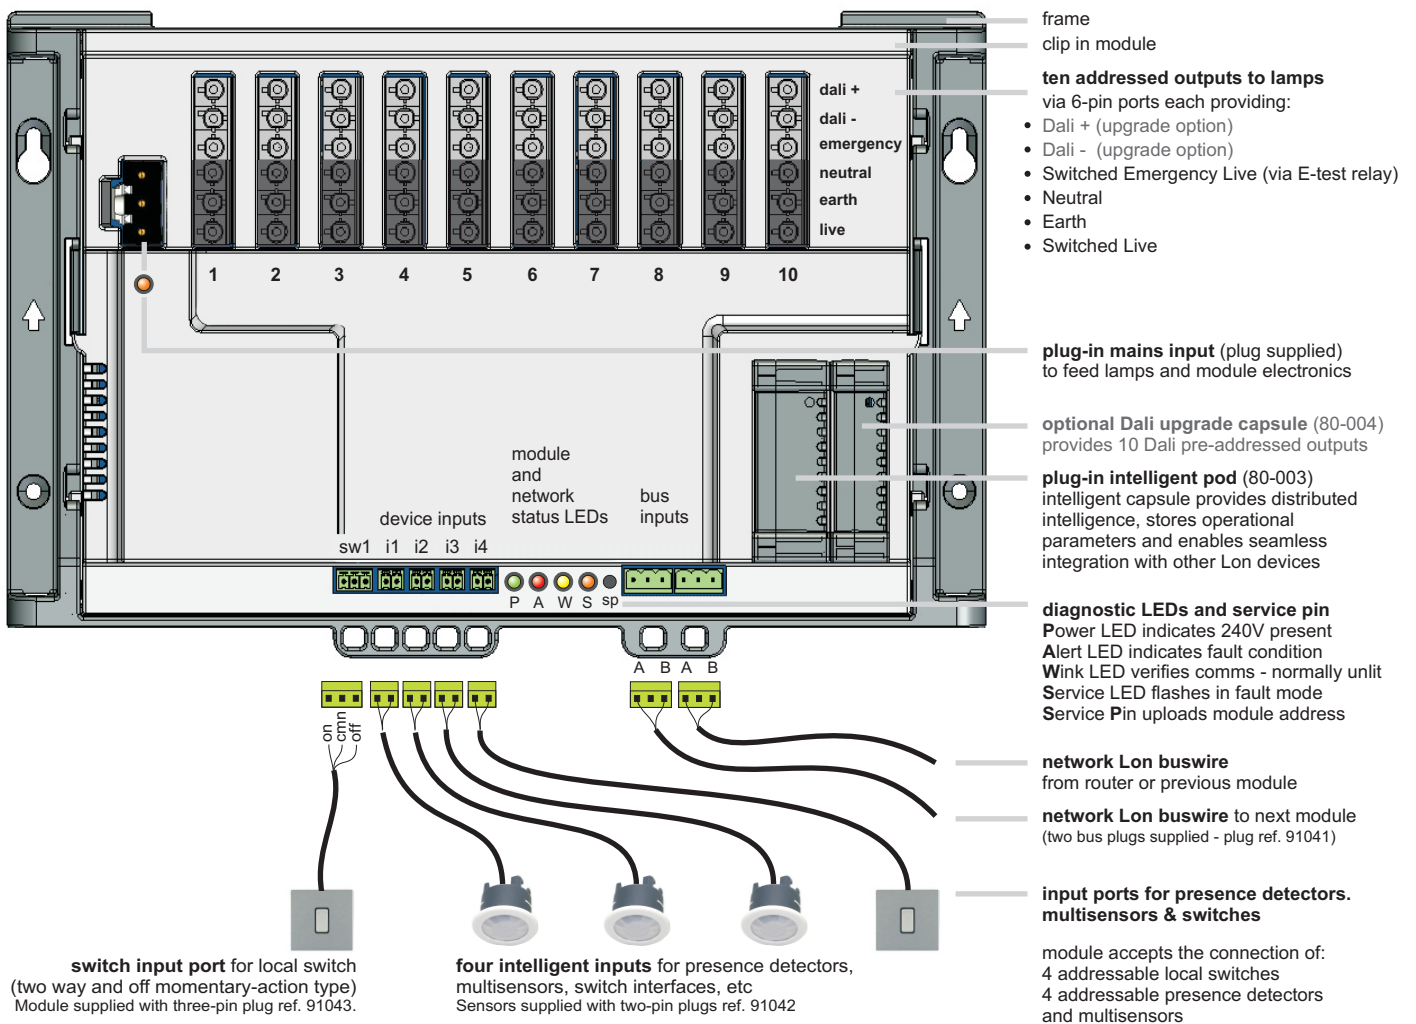 frame
clip in module
ten addressed outputs to lamps
via 6-pin ports each providing:
• Dali + (upgrade option)
• Dali - (upgrade option)
• Switched Emergency Live (via E-test relay)
• Neutral
• Earth
• Switched Live
dali +
dali -
emergency
neutral
earth
live
1 2 3 4 5 6 7 8 9 10
plug-in mains input (plug supplied)
to feed lamps and module electronics
optional Dali upgrade capsule (80-004)
provides 10 Dali pre-addressed outputs
plug-in intelligent pod (80-003)
intelligent capsule provides distributed
intelligence, stores operational
parameters and enables seamless
integration with other Lon devices
module
and
network
status LEDs
bus
inputs
device inputs
sw1 i1 i2 i3 i4
P A W S sp
diagnostic LEDs and service pin
Power LED indicates 240V present
Alert LED indicates fault condition
Wink LED verifies comms - normally unlit
Service LED flashes in fault mode
Service Pin uploads module address
A B A B
on
cmn
off
network Lon buswire
from router or previous module
network Lon buswire to next module
(two bus plugs supplied - plug ref. 91041)
input ports for presence detectors.
multisensors & switches
module accepts the connection of:
4 addressable local switches
4 addressable presence detectors
and multisensors
switch input port for local switch
(two way and off momentary-action type)
Module supplied with three-pin plug ref. 91043.
four intelligent inputs for presence detectors,
multisensors, switch interfaces, etc
Sensors supplied with two-pin plugs ref. 91042